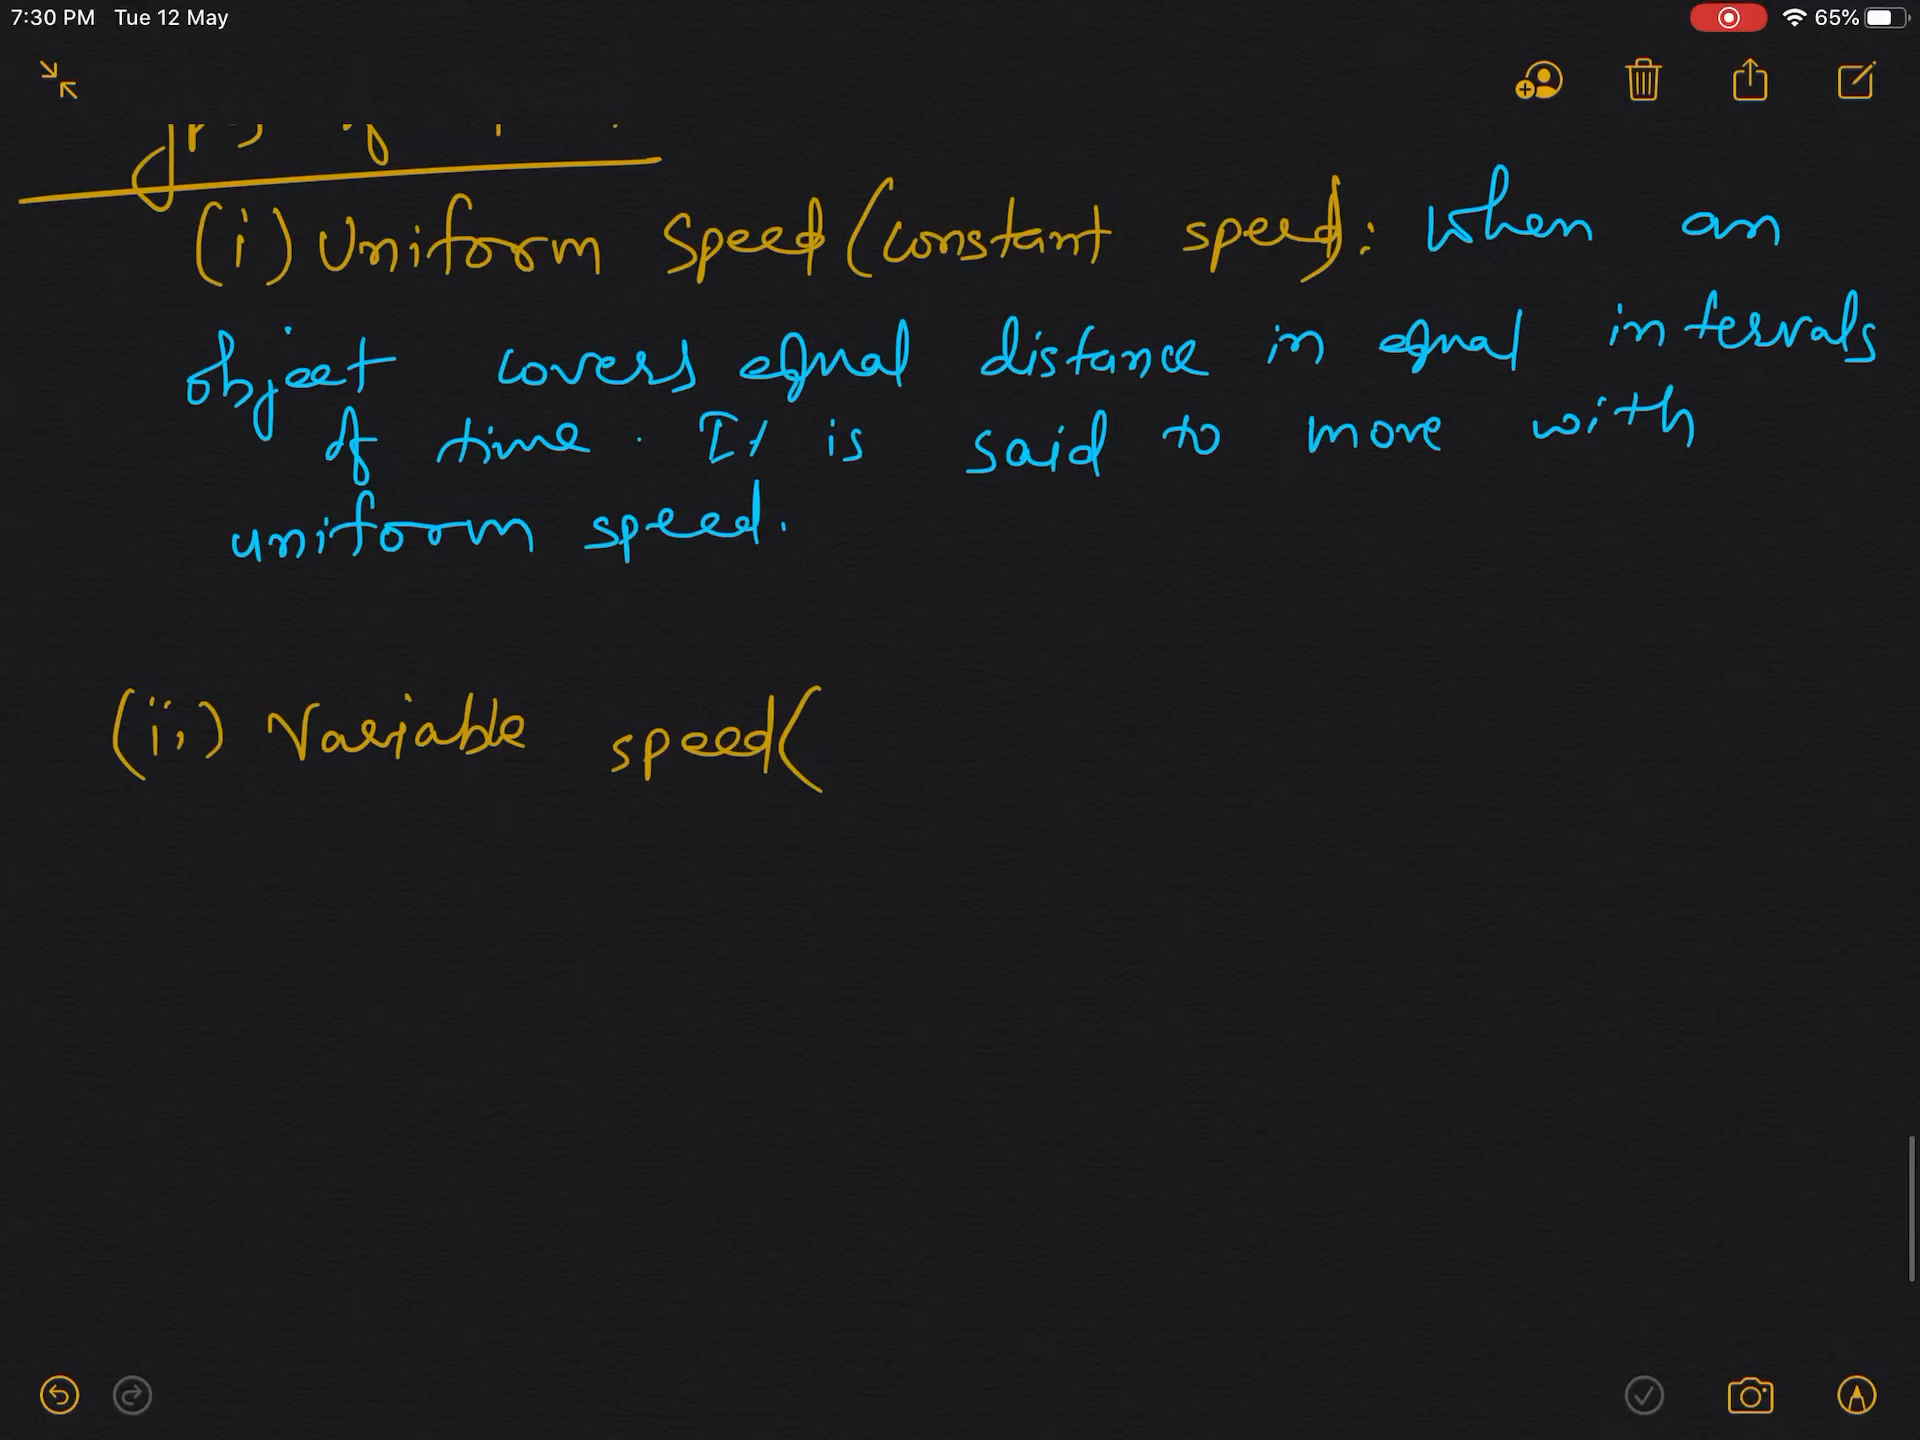 7:30 PM Tue 12 May 65%
(i) Uniform Speed (constant speed): When an
object covers equal distance in equal intervals
of time. It is said to move with
uniform speed.
(ii) Variable speed(